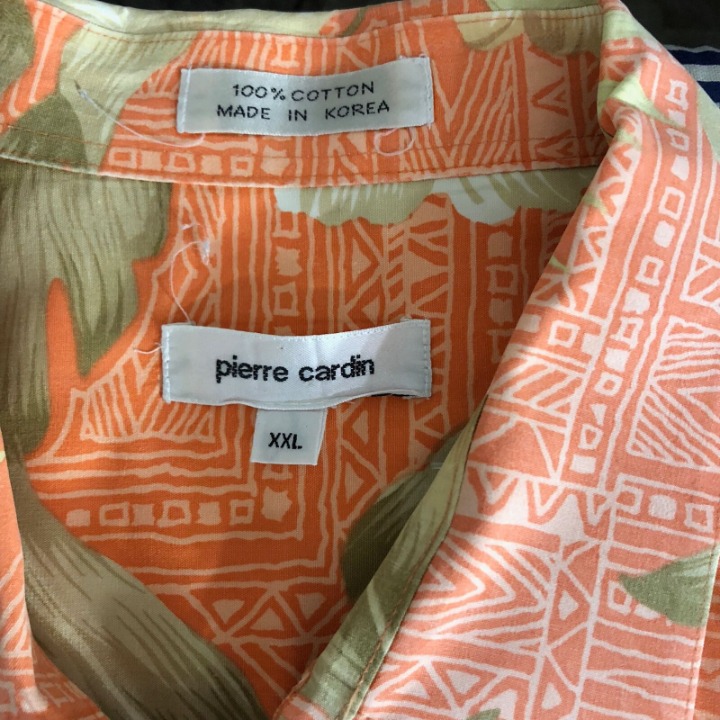 100% COTTON
MADE IN KOREA
pierre cardin
XXL